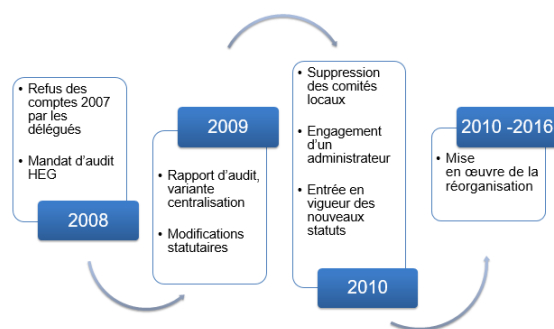 • Refus des
comptes 2007
par les
délégués
• Mandat d'audit
HEG
2008
2009
• Rapport d'audit,
variante
centralisation
• Modifications
statutaires
• Suppression
des comités
locaux
• Engagement
d'un
administrateur
• Entrée en
vigueur des
nouveaux
statuts
2010
2010 -2016
• Mise
en œuvre de la
réorganisation